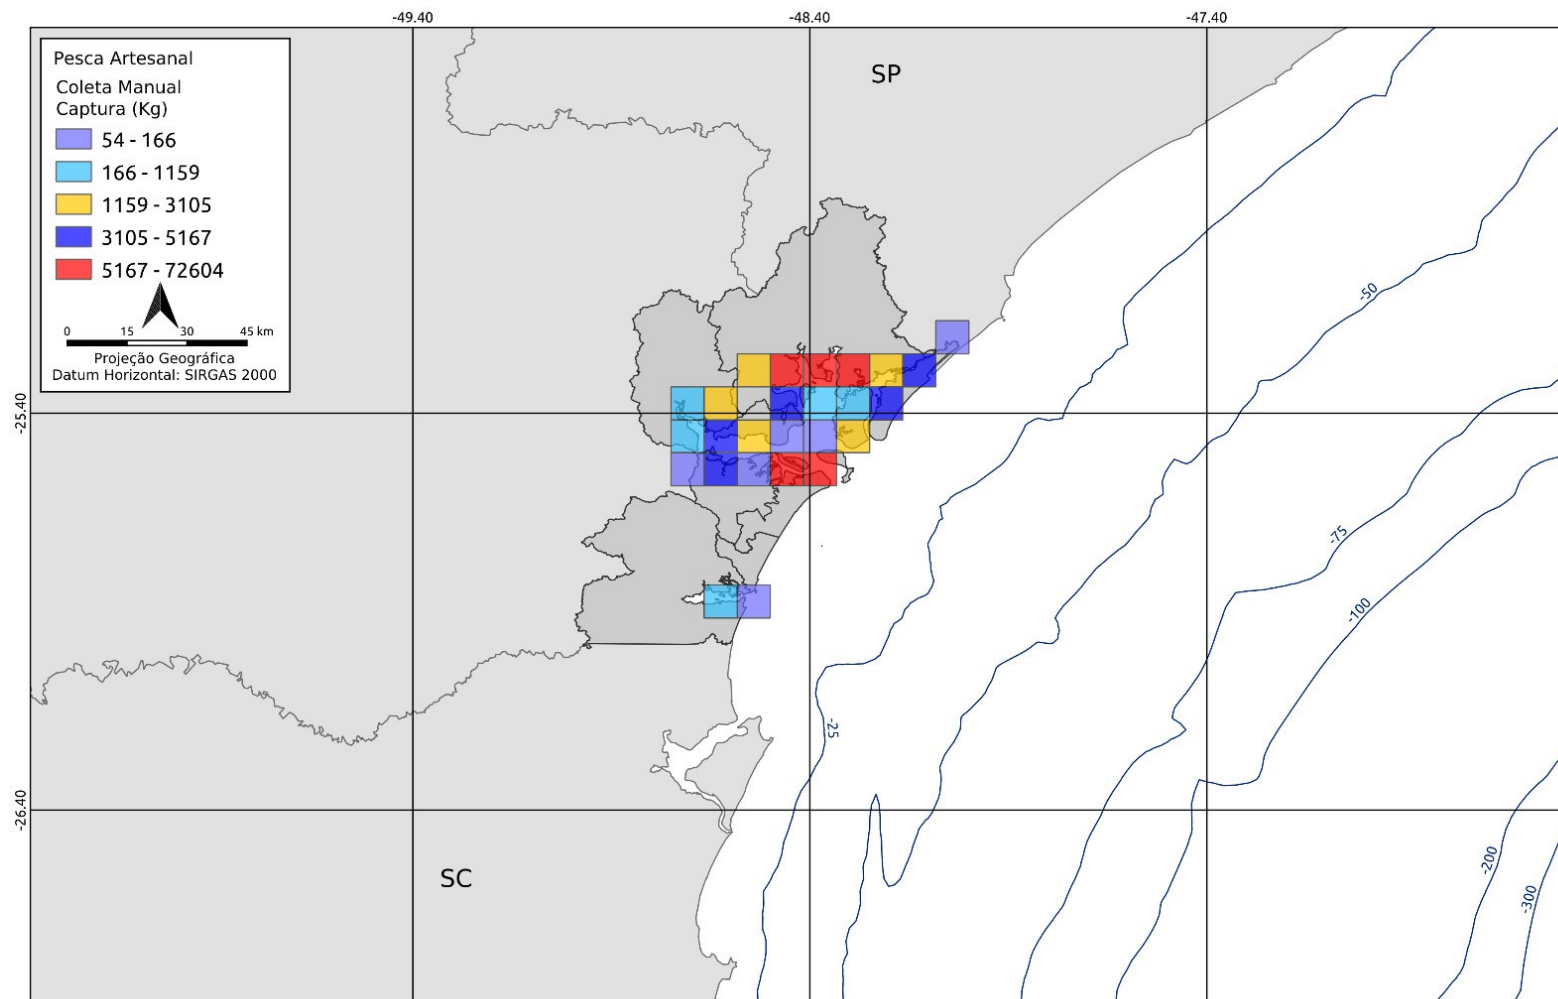 -49.40
-48.40
-47.40
Pesca Artesanal
Coleta Manual
Captura (Kg)
54 - 166
166 - 1159
1159 - 3105
3105 - 5167
5167 - 72604
0 15 30 45 km
Projeção Geográfica
Datum Horizontal: SIRGAS 2000
SP
-50
-25.40
-75
-100
-25
-26.40
SC
-200
-300